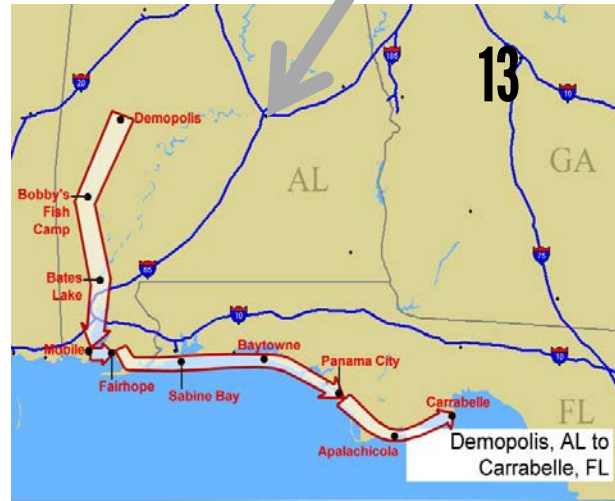 20
185
13
16
Demopolis
GA
AL
Bobby's
Fish
Camp
75
Bates
Lake
65
10
Mobile
Baytowne
10
Fairhope
Panama City
Sabine Bay
Carrabelle
FL
Apalachicola
Demopolis, AL to
Carrabelle, FL